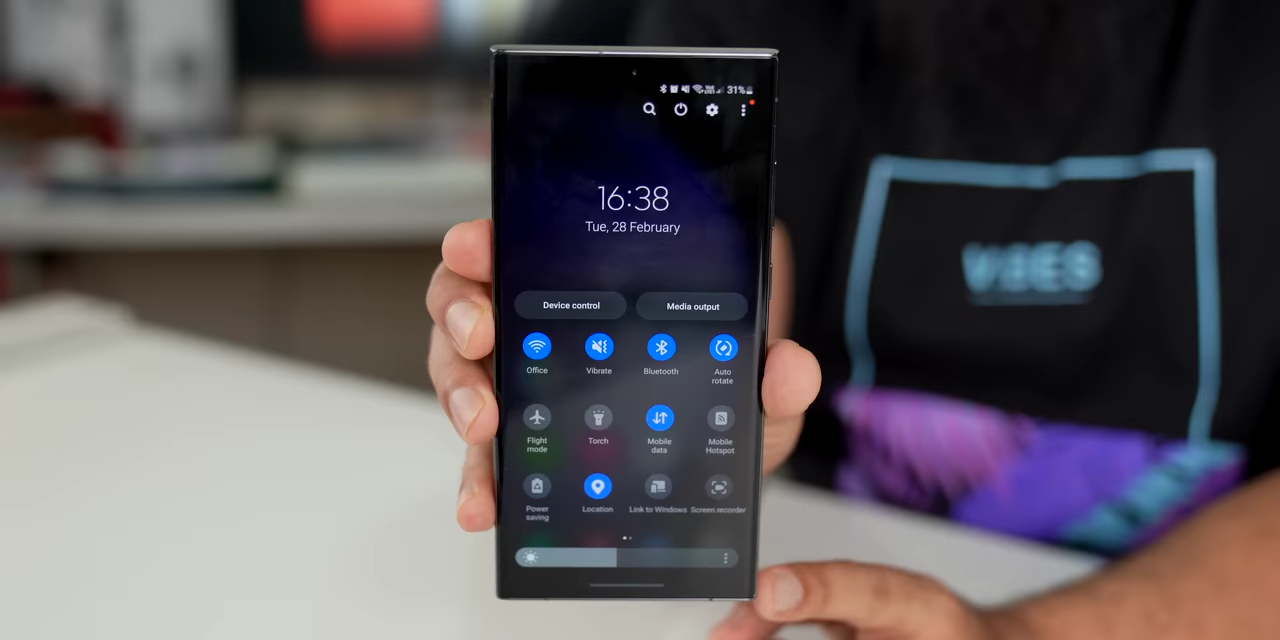 31%
16:38
Tue, 28 February
Device control
Media output
Office
Vibrate
Bluetooth
Auto
rotate
Flight
mode
Torch
Mobile
data
Mobile
Hotspot
Power
saving
Location
Link to Windows
Screen recorder